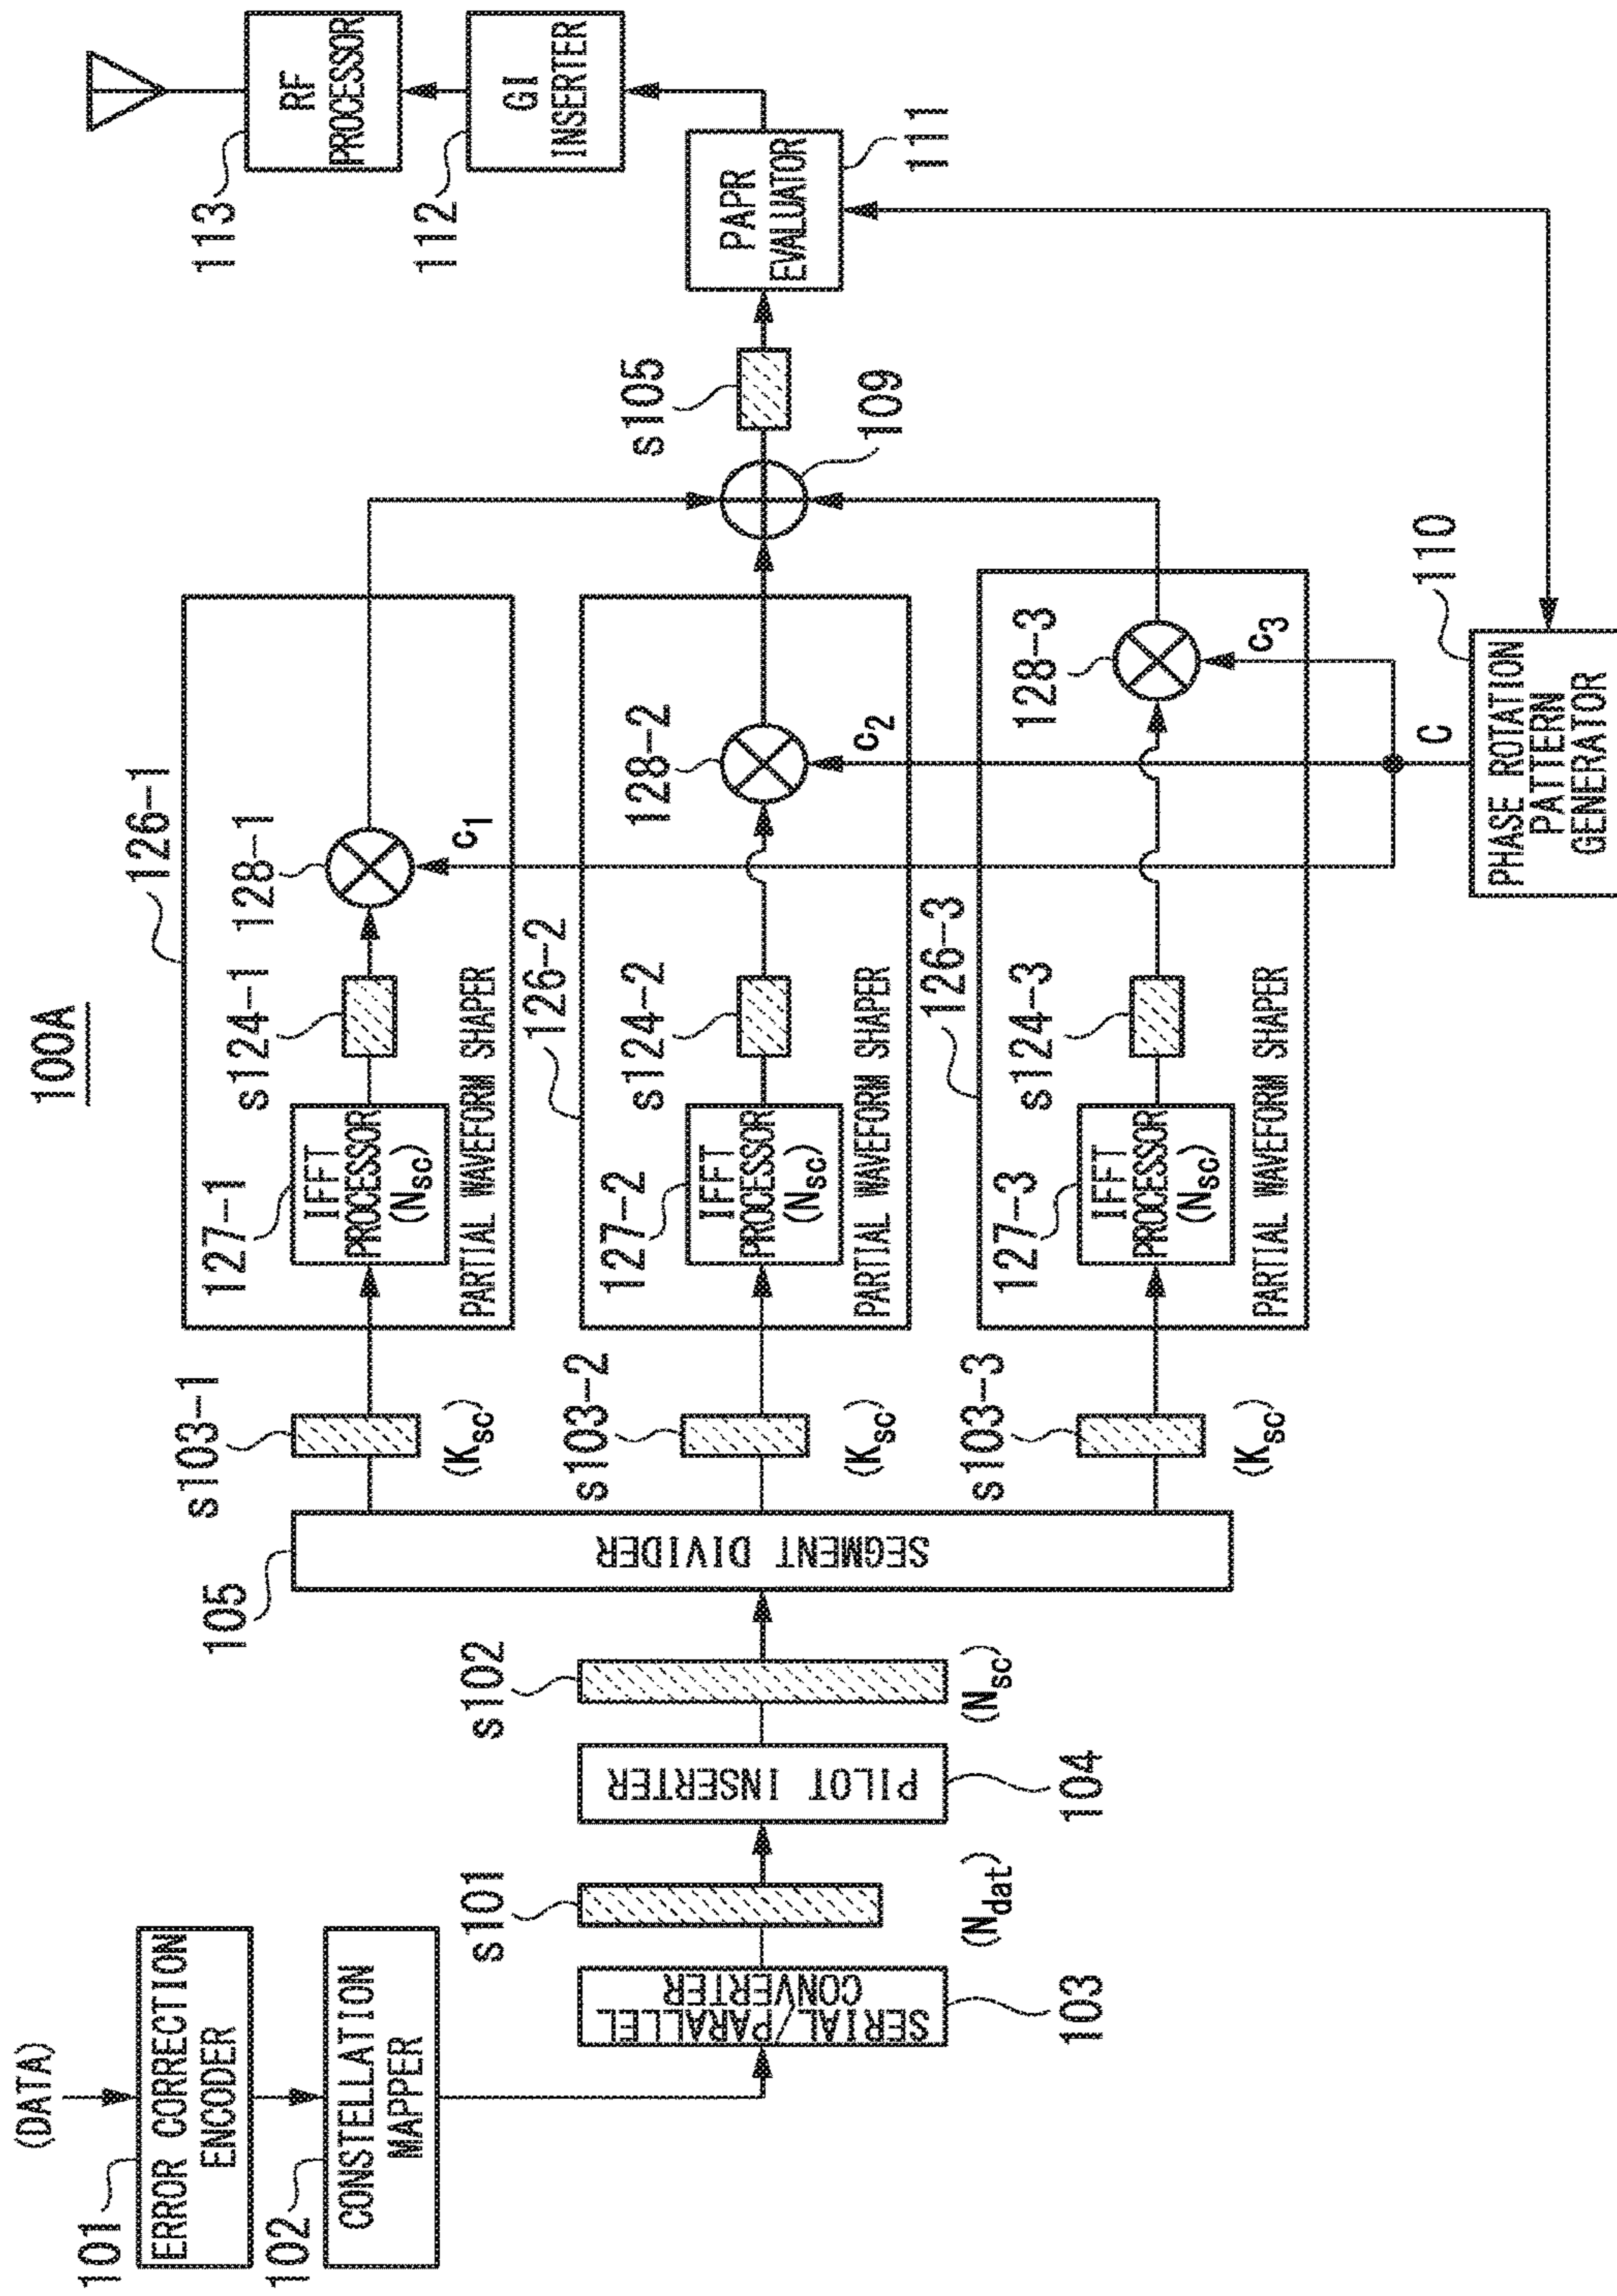 100A
(DATA)
101
ERROR CORRECTION
ENCODER
102
CONSTELLATION
MAPPER
SERIAL/PARALLEL
CONVERTER
103
s101
(Ndat)
PILOT INSERTER
104
s102
(Nsc)
105
SEGMENT DIVIDER
s103-1
(Ksc)
s103-2
(Ksc)
s103-3
(Ksc)
126-1
127-1
IFFT
PROCESSOR
(Nsc)
s124-1
128-1
c1
PARTIAL WAVEFORM SHAPER
126-2
127-2
IFFT
PROCESSOR
(Nsc)
s124-2
128-2
c2
PARTIAL WAVEFORM SHAPER
126-3
127-3
IFFT
PROCESSOR
(Nsc)
s124-3
128-3
c3
PARTIAL WAVEFORM SHAPER
C
110
PHASE ROTATION
PATTERN
GENERATOR
109
s105
PAPR
EVALUATOR
111
112
GI
INSERTER
113
RF
PROCESSOR